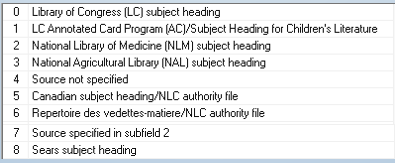 0 Library of Congress (LC) subject heading
1 LC Annotated Card Program (AC)/Subject Heading for Children's Literature
2 National Library of Medicine (NLM) subject heading
3 National Agricultural Library (NAL) subject heading
4 Source not specified
5 Canadian subject heading/NLC authority file
6 Repertoire des vedettes-matiere/NLC authority file
7 Source specified in subfield 2
8 Sears subject heading